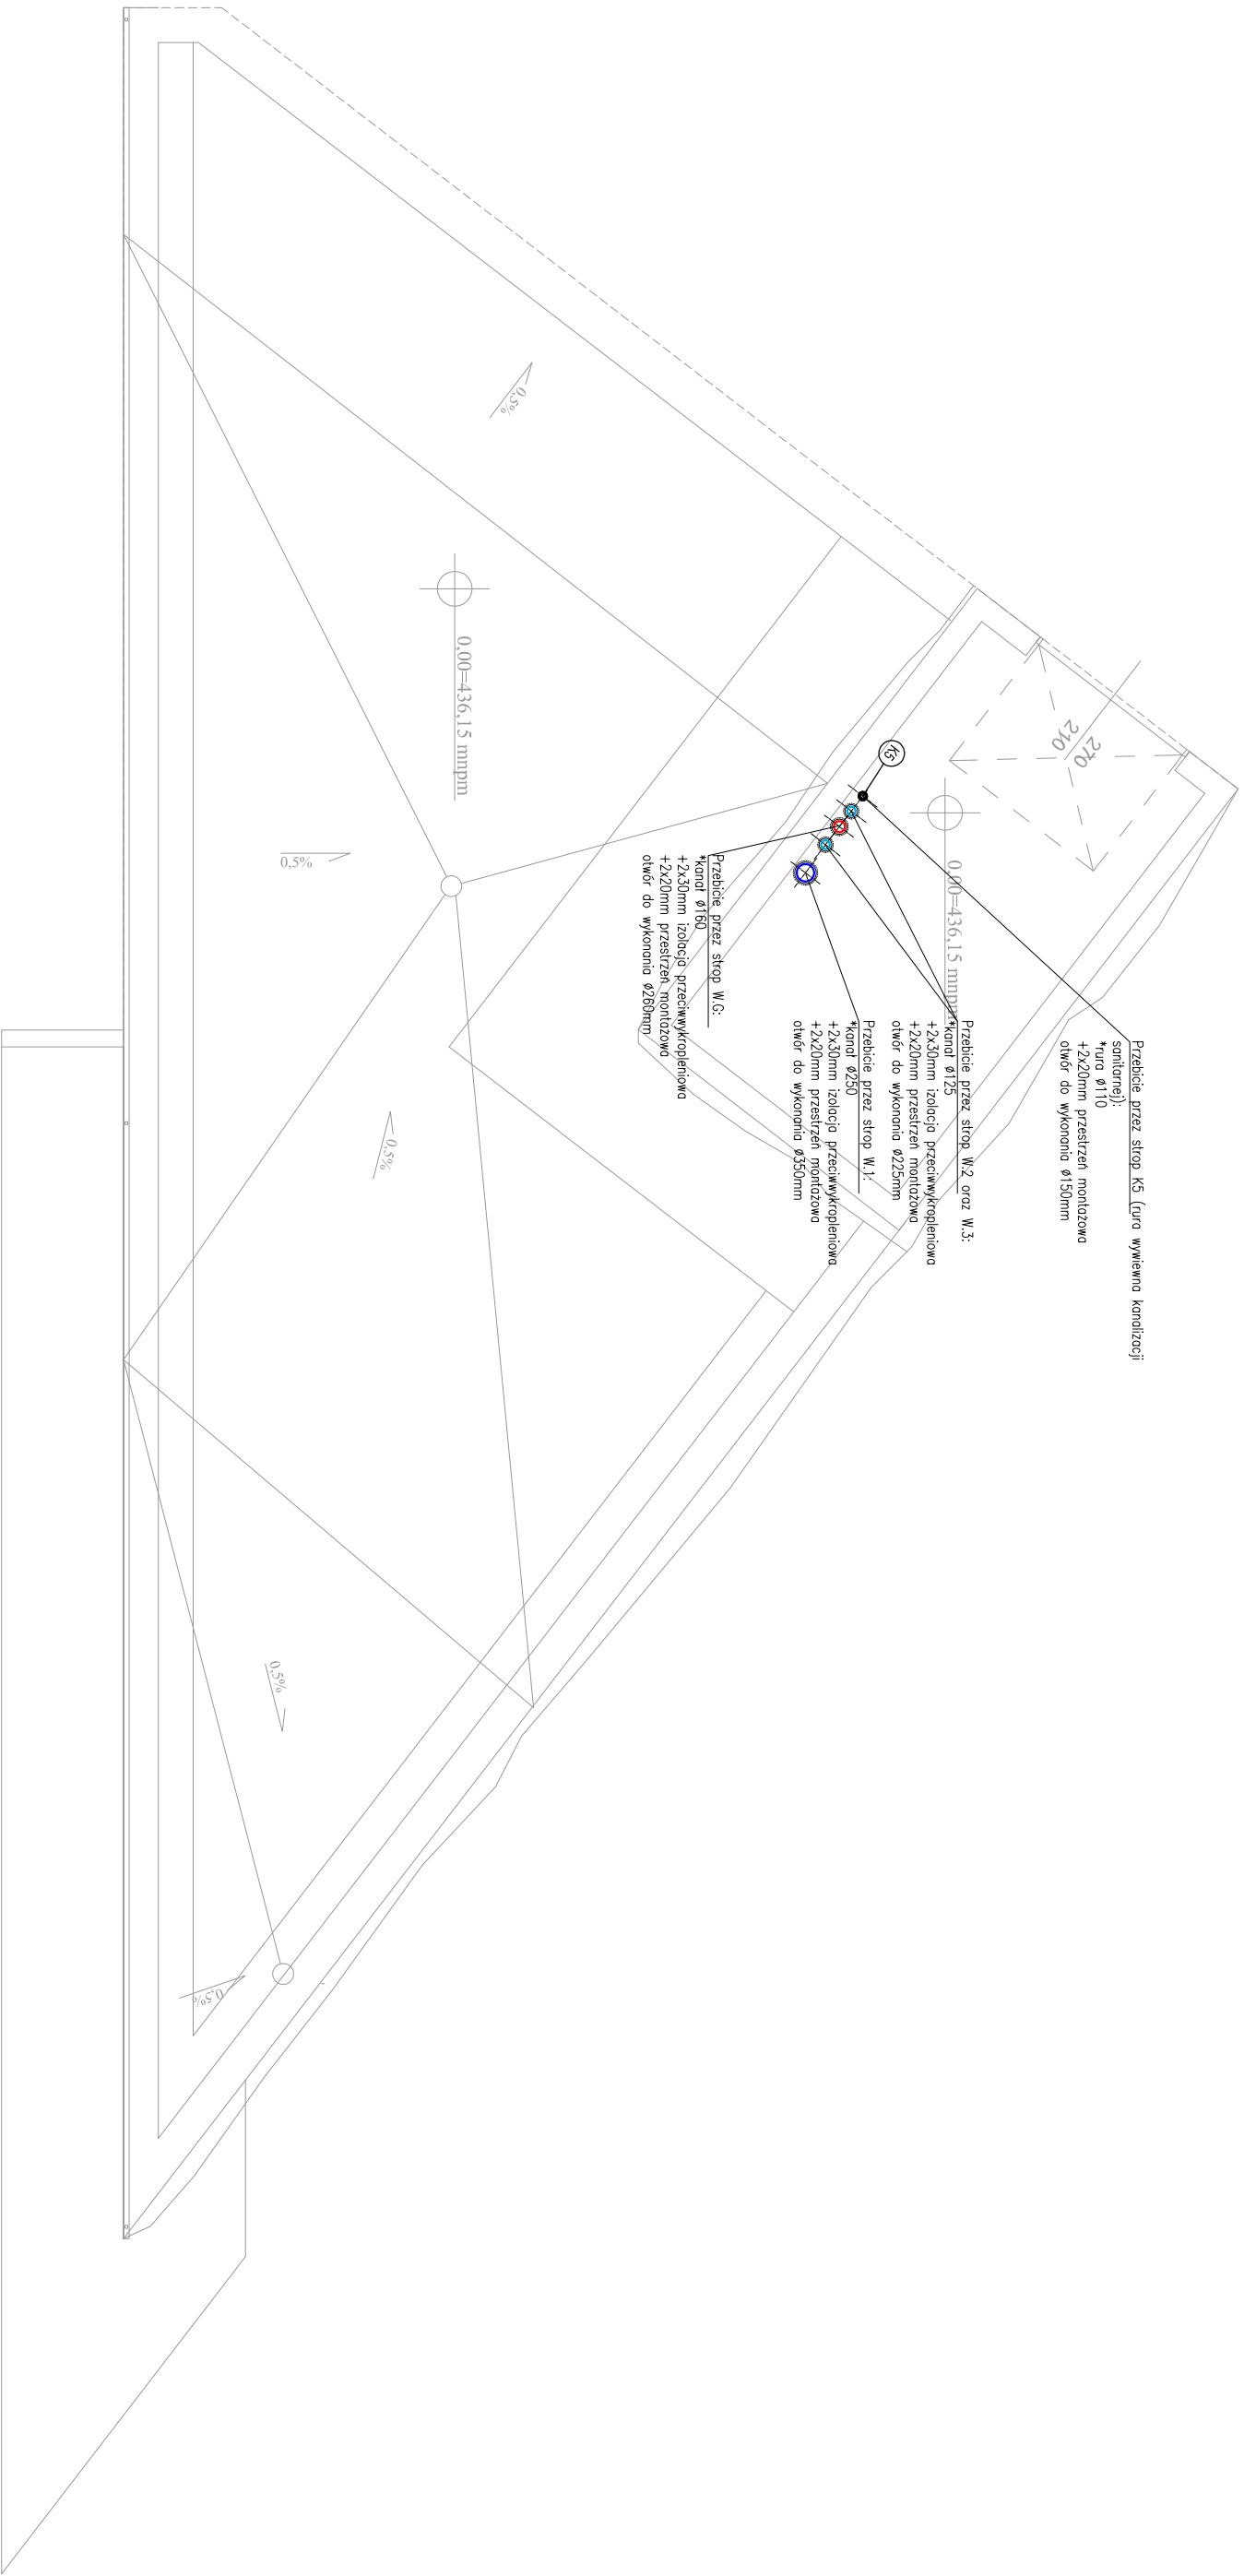 Przebicie przez strop K5 (rura wywiewna kanalizacji
sanitarnej):
*rura ø110
+2x20mm przestrzeń montażowa
otwór do wykonania ø150mm
Przebicie przez strop W.2 oraz W.3:
*kanał ø125
+2x30mm izolacja przeciwwykropleniowa
+2x20mm przestrzeń montażowa
otwór do wykonania ø225mm
Przebicie przez strop W.1:
*kanał ø250
+2x30mm izolacja przeciwwykropleniowa
+2x20mm przestrzeń montażowa
otwór do wykonania ø350mm
Przebicie przez strop W.G:
*kanał ø160
+2x30mm izolacja przeciwwykropleniowa
+2x20mm przestrzeń montażowa
otwór do wykonania ø260mm
K5
270
210
0,00=436,15 mnpm
0,00=436,15 mnpm
0,5%
0,5%
0,5%
0,5%
0,5%